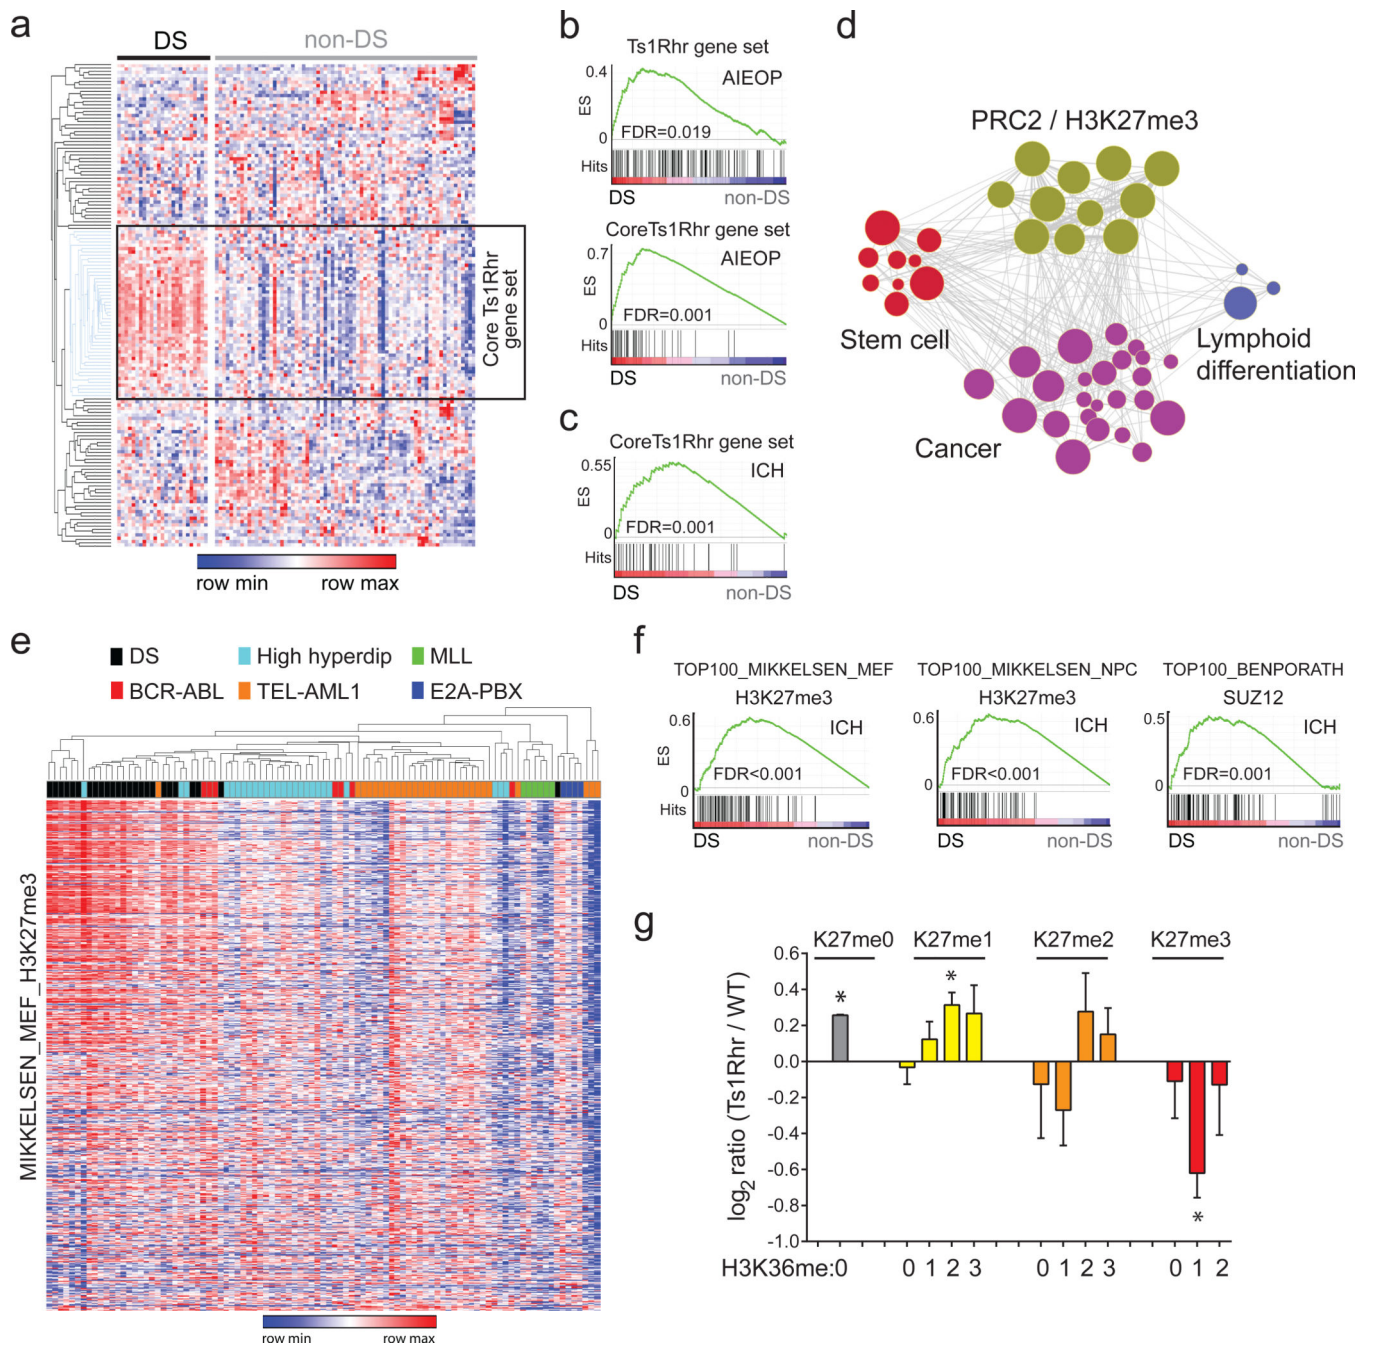 a
DS
non-DS
Core Ts1Rhr
gene set
row min
row max
b
Ts1Rhr gene set
0.4
AIEOP
ES
FDR=0.019
0
Hits
DS
non-DS
CoreTs1Rhr gene set
0.7
AIEOP
ES
FDR=0.001
0
Hits
DS
non-DS
c
CoreTs1Rhr gene set
0.55
ICH
ES
FDR=0.001
0
Hits
DS
non-DS
d
PRC2 / H3K27me3
Stem cell
Lymphoid
differentiation
Cancer
e
DS
High hyperdip
MLL
BCR-ABL
TEL-AML1
E2A-PBX
MIKKELSEN_MEF_H3K27me3
row min
row max
f
TOP100_MIKKELSEN_MEF
H3K27me3
0.6
ICH
ES
FDR<0.001
0
Hits
DS
non-DS
TOP100_MIKKELSEN_NPC
H3K27me3
0.6
ICH
FDR<0.001
0
DS
non-DS
TOP100_BENPORATH
SUZ12
0.5
ICH
FDR=0.001
0
DS
non-DS
g
K27me0
K27me1
K27me2
K27me3
0.6
0.4
0.2
0.0
-0.2
-0.4
-0.6
-0.8
-1.0
log2 ratio (Ts1Rhr / WT)
*
*
*
H3K36me:0 0 1 2 3 0 1 2 3 0 1 2